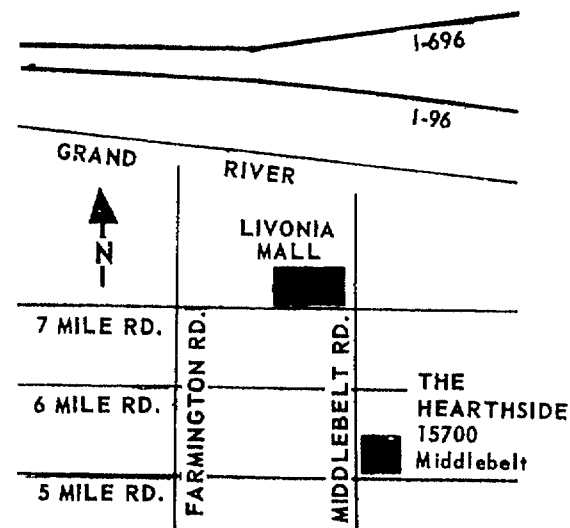 I-696
I-96
GRAND RIVER
N
LIVONIA
MALL
7 MILE RD.
6 MILE RD.
5 MILE RD.
FARMINGTON RD.
MIDDLEBELT RD.
THE
HEARTHSIDE
15700
Middlebelt